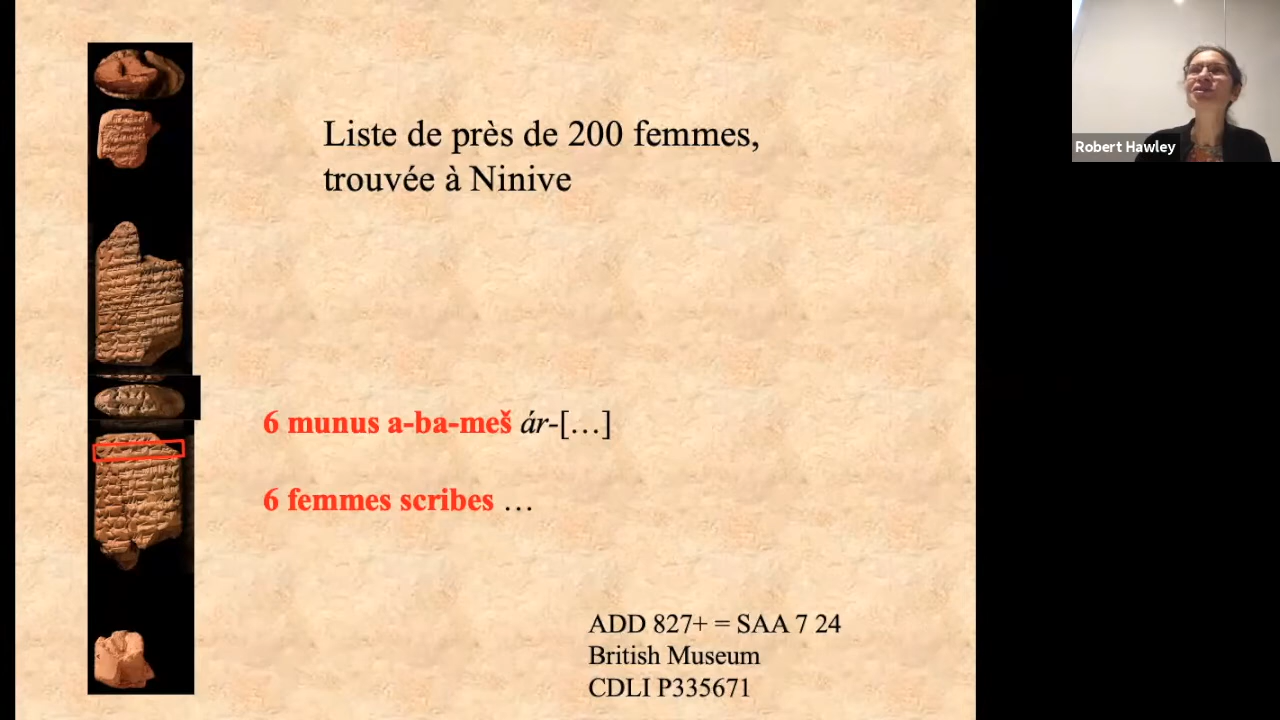 Liste de près de 200 femmes,
trouvée à Ninive
Robert Hawley
6 munus a-ba-meš ár-[…]
6 femmes scribes …
ADD 827+ = SAA 7 24
British Museum
CDLI P335671